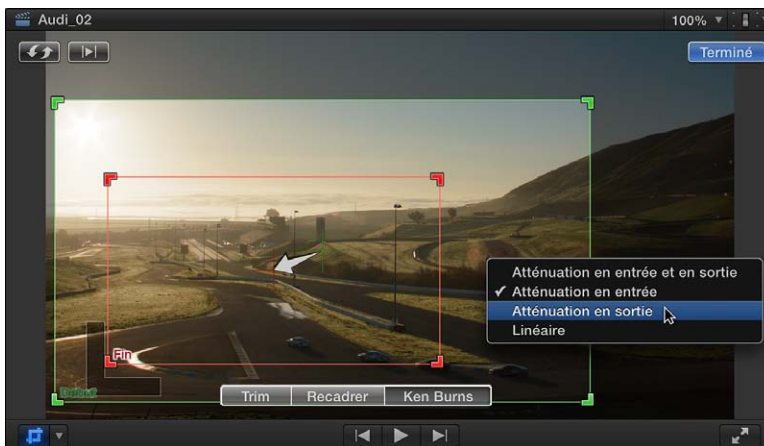 Audi_02
100%
Terminé
Atténuation en entrée et en sortie
Atténuation en entrée
Atténuation en sortie
Linéaire
Fin
Trim
Recadrer
Ken Burns